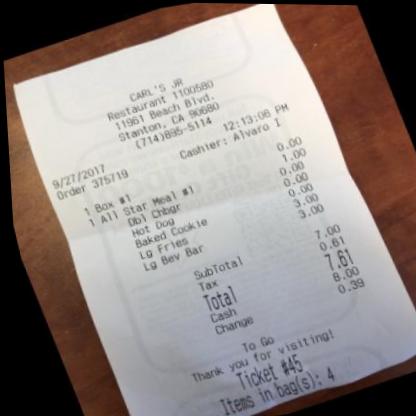 CARL'S JR
Restaurant 1100580
11961 Beach Blvd.
Stanton, CA 90680
(714)895-5114
9/27/2017 12:13:06 PM
Order 375719 Cashier: Alvaro I
1 Box #1 0.00
1 All Star Meal #1 1.00
Dbl Chbgr 0.00
Hot Dog 0.00
Baked Cookie 0.00
Lg Fries 3.00
Lg Bev Bar 3.00
SubTotal 7.00
Tax 0.61
Total 7.61
Cash 8.00
Change 0.39
To Go
Thank you for visiting!
Ticket #45
Items in bag(s): 4